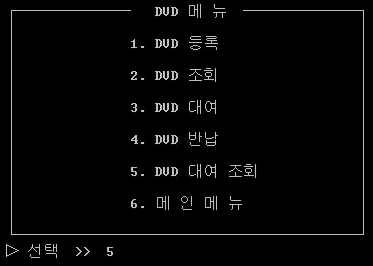 DVD 메 뉴
1. DVD 등록
2. DVD 조회
3. DVD 대여
4. DVD 반납
5. DVD 대여 조회
6. 메 인 메 뉴
▷ 선택 >> 5